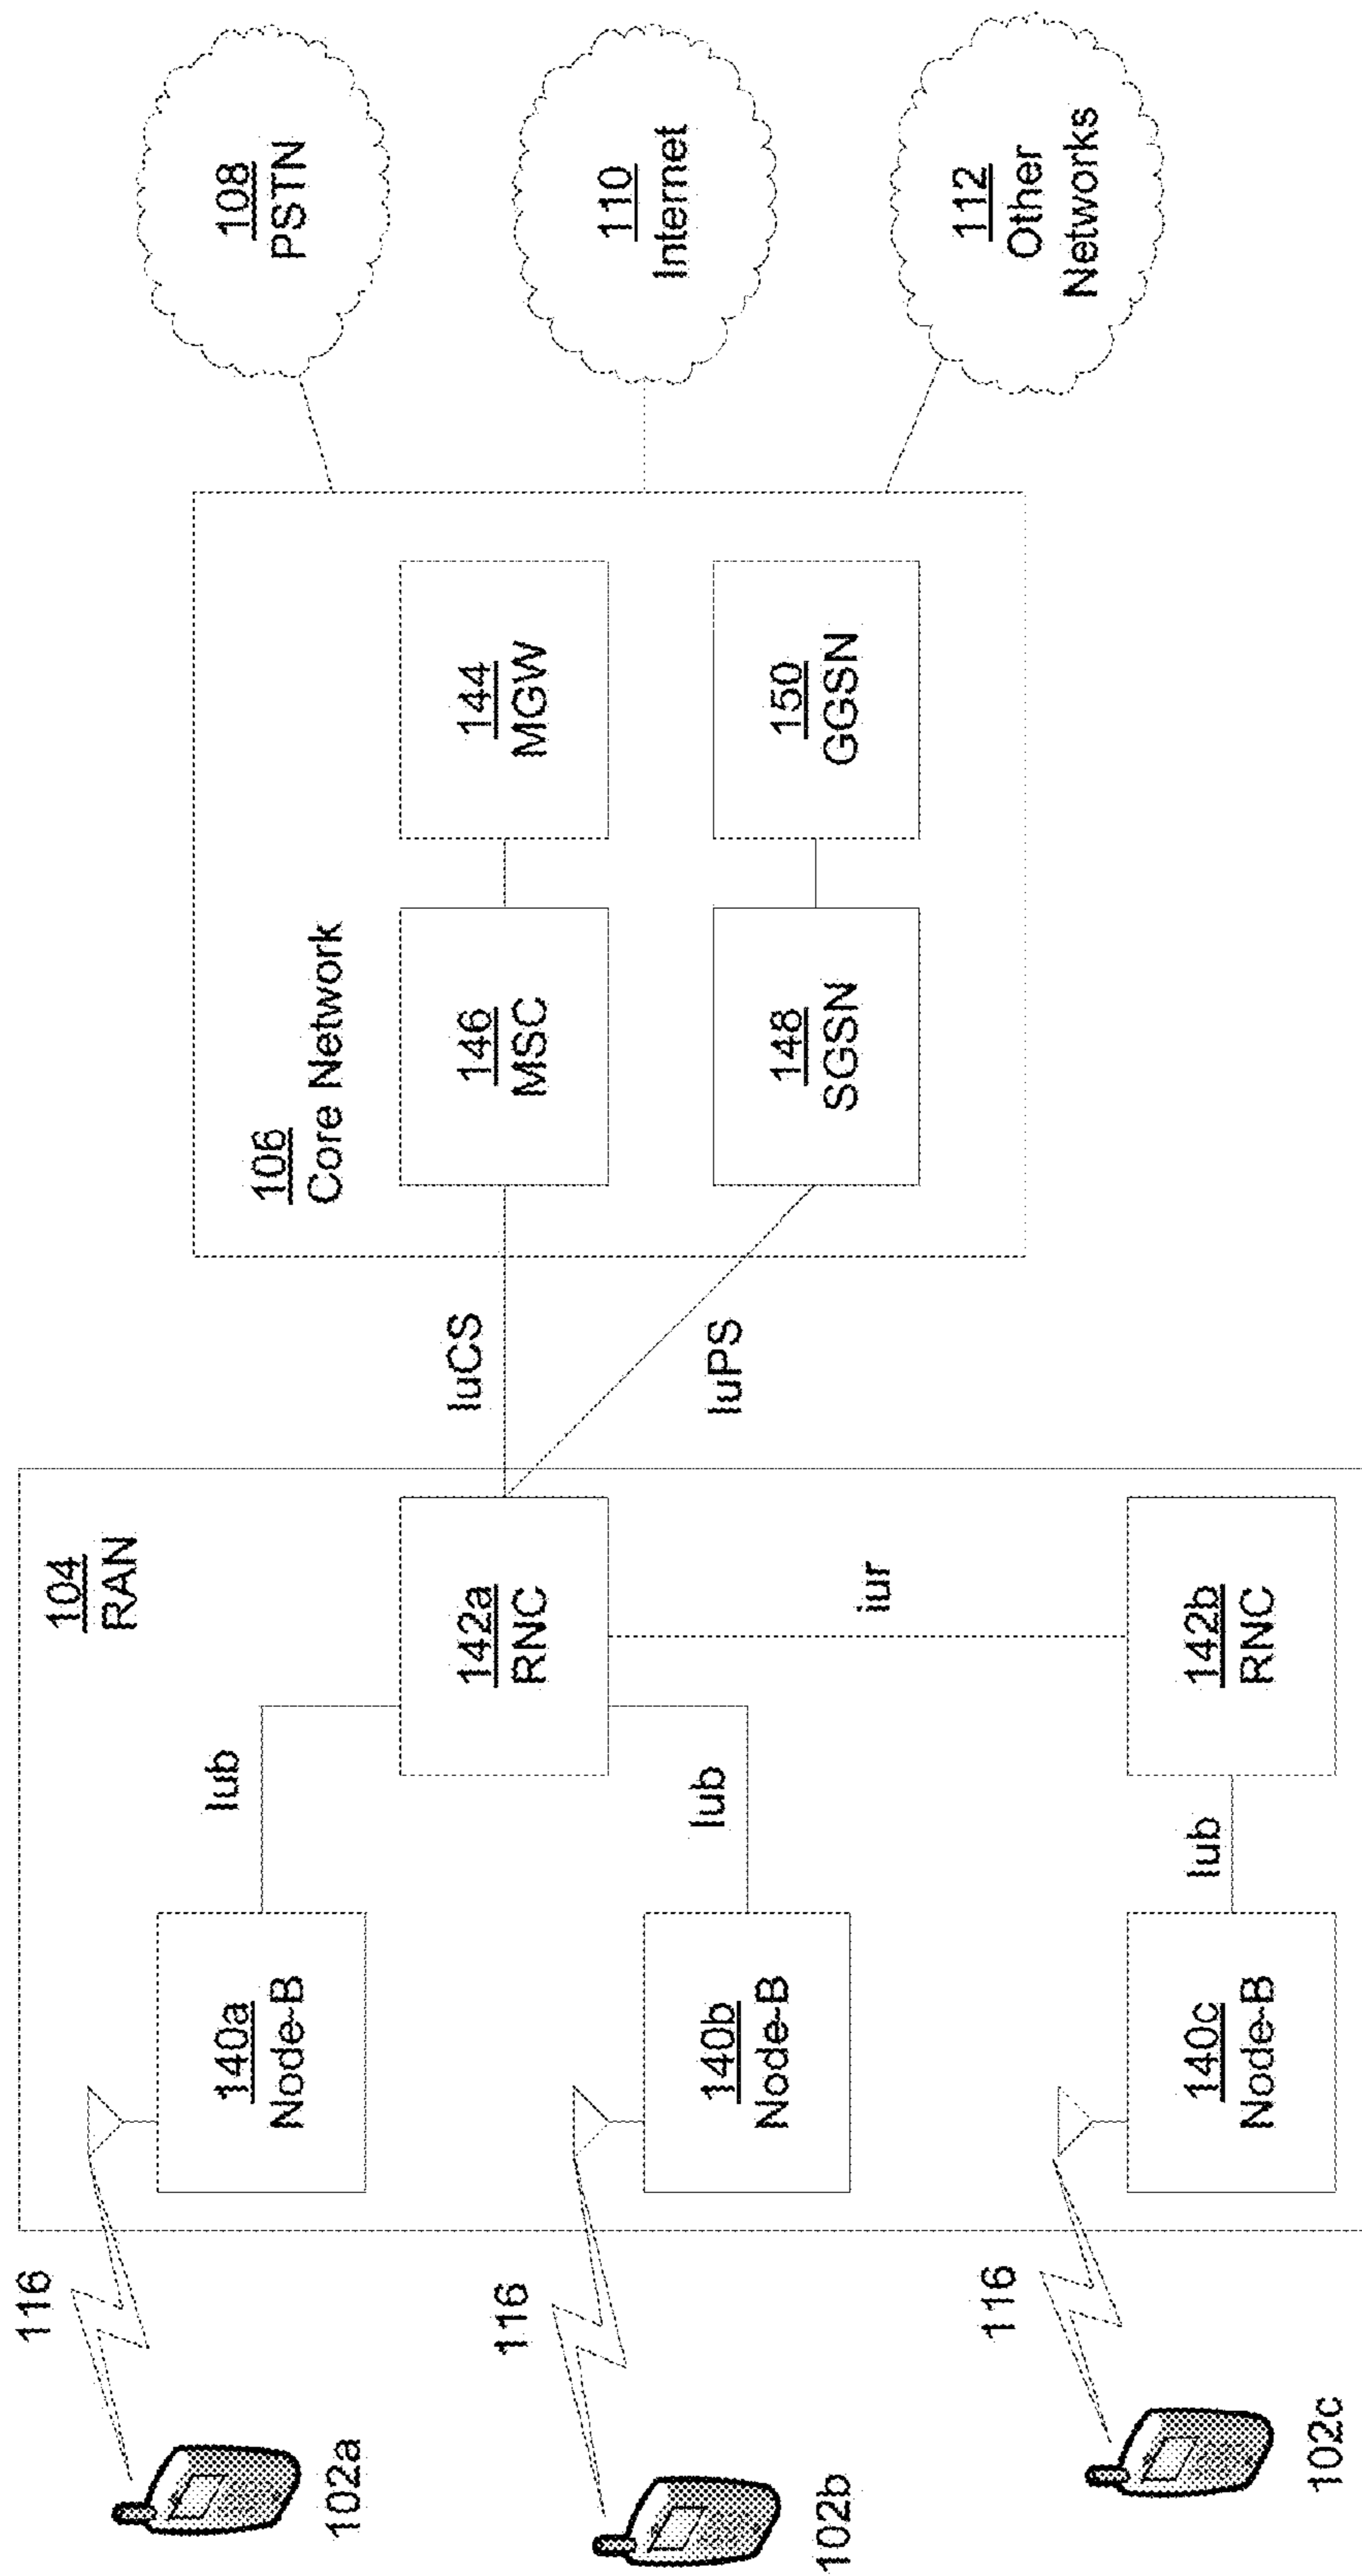 116
102a
116
102b
116
102c
104
RAN
140a
Node-B
140b
Node-B
140c
Node-B
Iub
Iub
Iub
142a
RNC
142b
RNC
iur
IuCS
IuPS
106
Core Network
146
MSC
144
MGW
148
SGSN
150
GGSN
108
PSTN
110
Internet
112
Other
Networks